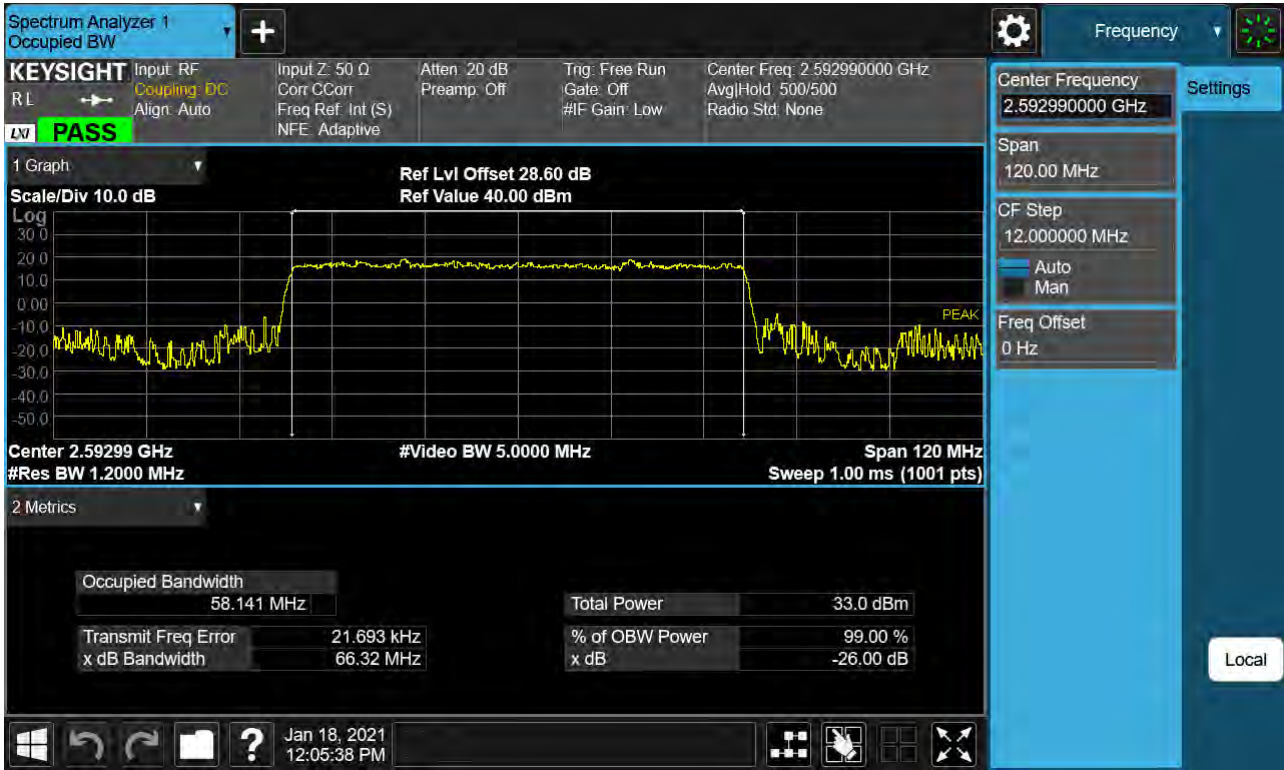 Spectrum Analyzer 1
Occupied BW
Frequency
KEYSIGHT
RL
LXI
PASS
Input: RF
Coupling: DC
Align: Auto
Input Z: 50 Ω
Corr CCorr
Freq Ref: Int (S)
NFE: Adaptive
Atten: 20 dB
Preamp: Off
Trig: Free Run
Gate: Off
#IF Gain: Low
Center Freq: 2.592990000 GHz
Avg|Hold: 500/500
Radio Std: None
Center Frequency
2.592990000 GHz
Settings
Span
120.00 MHz
CF Step
12.000000 MHz
Auto
Man
Freq Offset
0 Hz
Local
1 Graph
Scale/Div 10.0 dB
Ref Lvl Offset 28.60 dB
Ref Value 40.00 dBm
Log
30.0
20.0
10.0
0.00
-10.0
-20.0
-30.0
-40.0
-50.0
PEAK
Center 2.59299 GHz
#Video BW 5.0000 MHz
Span 120 MHz
#Res BW 1.2000 MHz
Sweep 1.00 ms (1001 pts)
2 Metrics
Occupied Bandwidth
58.141 MHz
Total Power 33.0 dBm
Transmit Freq Error 21.693 kHz
% of OBW Power 99.00 %
x dB Bandwidth 66.32 MHz
x dB -26.00 dB
?
Jan 18, 2021
12:05:38 PM